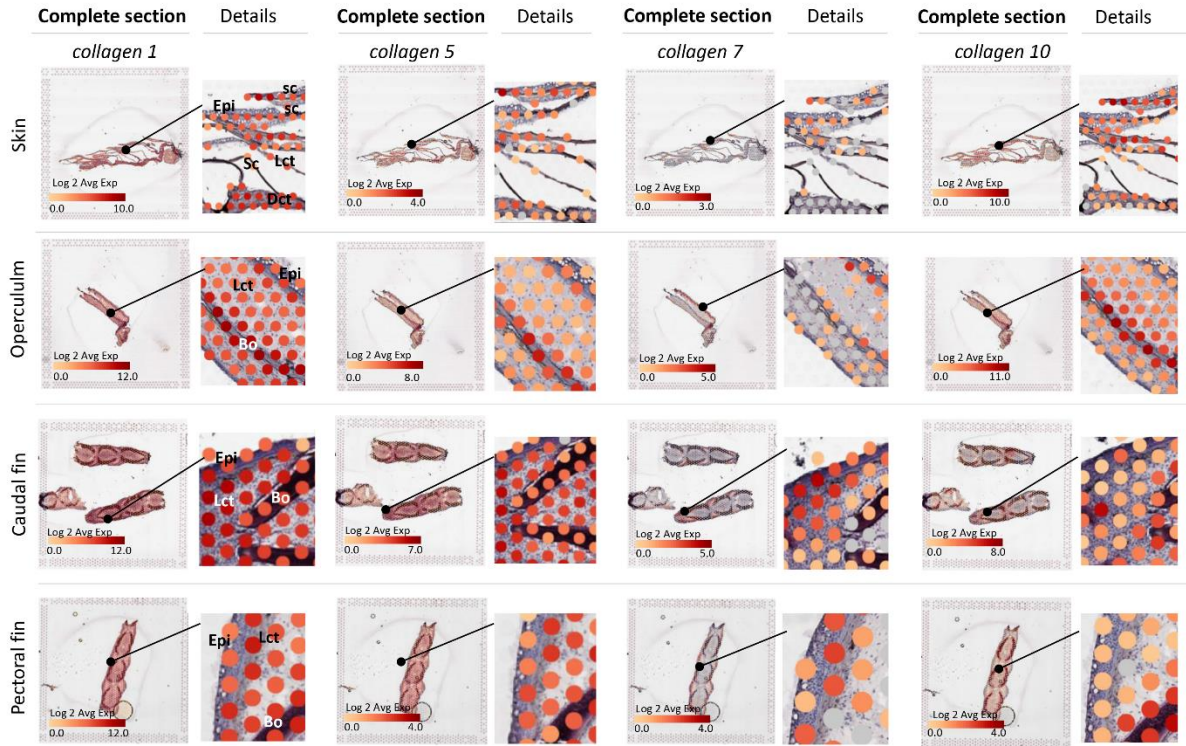 Complete section Details Complete section Details Complete section Details Complete section Details
collagen 1 collagen 5 collagen 7 collagen 10
Skin
Epi sc sc Sc Lct Dct
Log 2 Avg Exp Log 2 Avg Exp Log 2 Avg Exp Log 2 Avg Exp
0.0 10.0 0.0 4.0 0.0 3.0 0.0 10.0
Opercululm
Epi Lct Bo
Log 2 Avg Exp Log 2 Avg Exp Log 2 Avg Exp Log 2 Avg Exp
0.0 12.0 0.0 8.0 0.0 5.0 0.0 11.0
Caudal fin
Epi Lct Bo
Log 2 Avg Exp Log 2 Avg Exp Log 2 Avg Exp Log 2 Avg Exp
0.0 12.0 0.0 7.0 0.0 5.0 0.0 8.0
Pectoral fin
Epi Lct Bo
Log 2 Avg Exp Log 2 Avg Exp Log 2 Avg Exp Log 2 Avg Exp
0.0 12.0 0.0 4.0 0.0 4.0 0.0 4.0